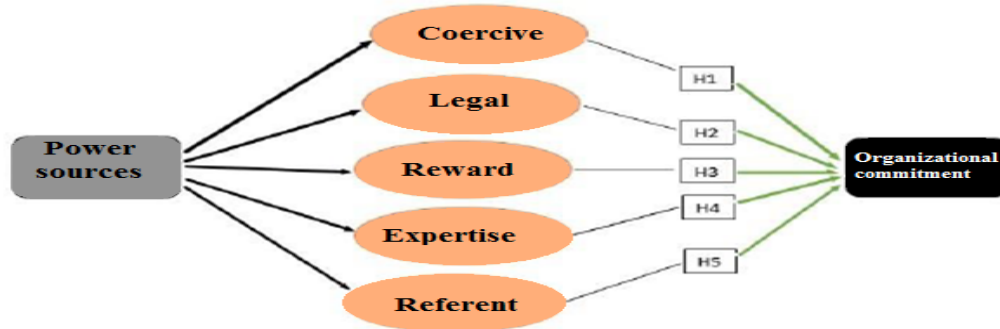 Power
sources
Coercive
Legal
Reward
Expertise
Referent
H1
H2
H3
H4
H5
Organizational
commitment